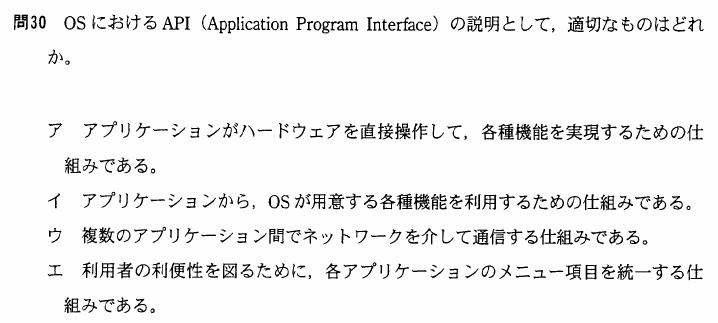 問30 OSにおけるAPI（Application Program Interface）の説明として，適切なものはどれ
か。
ア アプリケーションがハードウェアを直接操作して，各種機能を実現するための仕
組みである。
イ アプリケーションから，OSが用意する各種機能を利用するための仕組みである。
ウ 複数のアプリケーション間でネットワークを介して通信する仕組みである。
エ 利用者の利便性を図るために，各アプリケーションのメニュー項目を統一する仕
組みである。